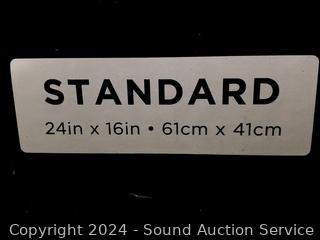 STANDARD
24in x 16in • 61cm x 41cm
Copyright 2024 - Sound Auction Service